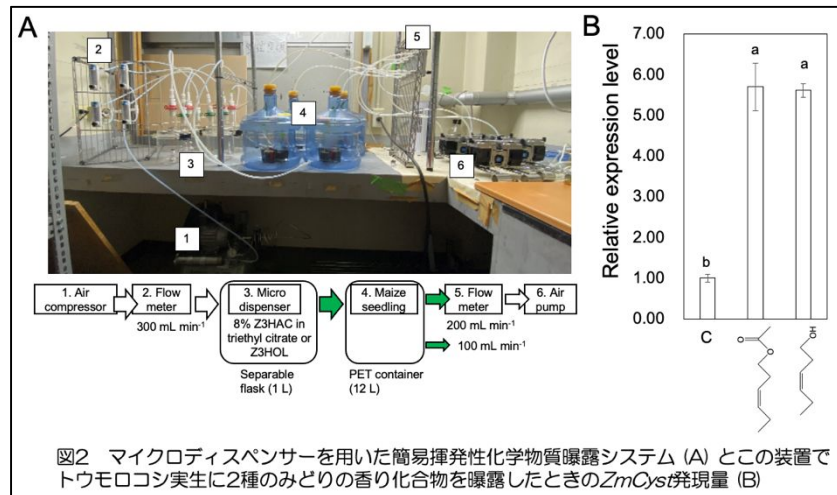 A
2
5
4
3
6
1
1. Air
compressor
2. Flow
meter
300 mL min-1
3. Micro
dispenser
8% Z3HAC in
triethyl citrate or
Z3HOL
Separable
flask (1 L)
4. Maize
seedling
PET container
(12 L)
5. Flow
meter
200 mL min-1
100 mL min-1
6. Air
pump
B
Relative expression level
7.00
6.00
5.00
4.00
3.00
2.00
1.00
0.00
b
a
a
C
O
O
OH
図2 マイクロディスペンサーを用いた簡易揮発性化学物質曝露システム (A) とこの装置で
トウモロコシ実生に2種のみどりの香り化合物を曝露したときのZmCyst発現量 (B)